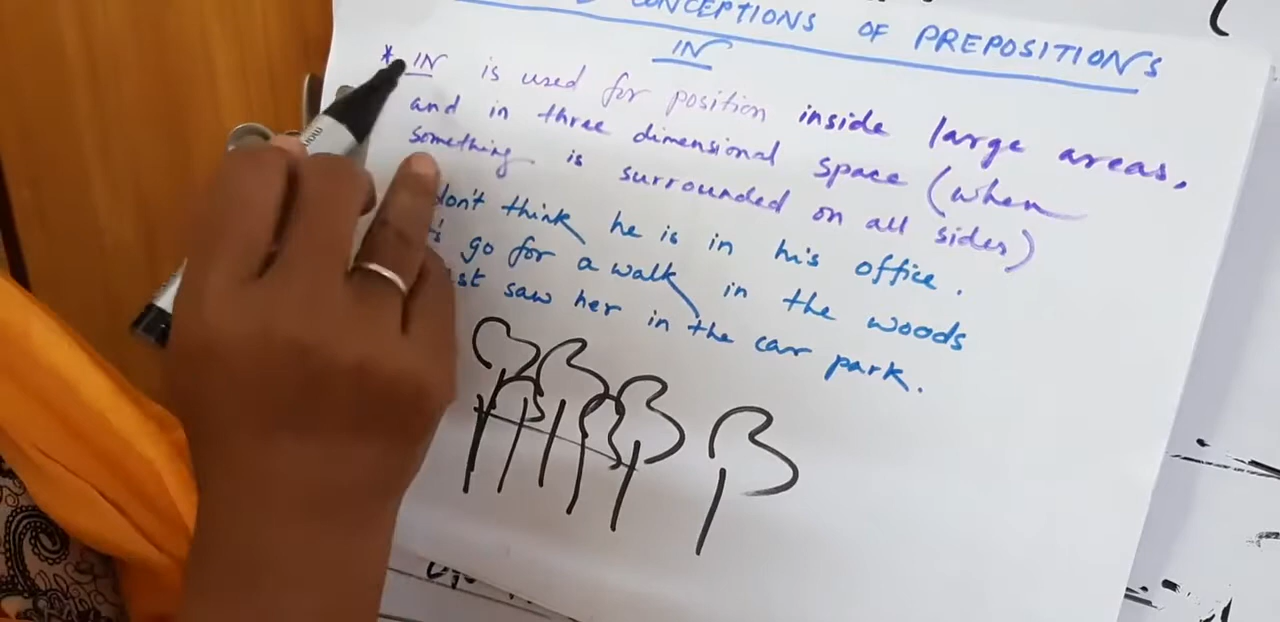 CONCEPTIONS OF PREPOSITIONS
IN
* IN is used for position inside large areas,
and in three dimensional space (when
something is surrounded on all sides)
don't think he is in his office.
go for a walk in the woods
saw her in the car park.